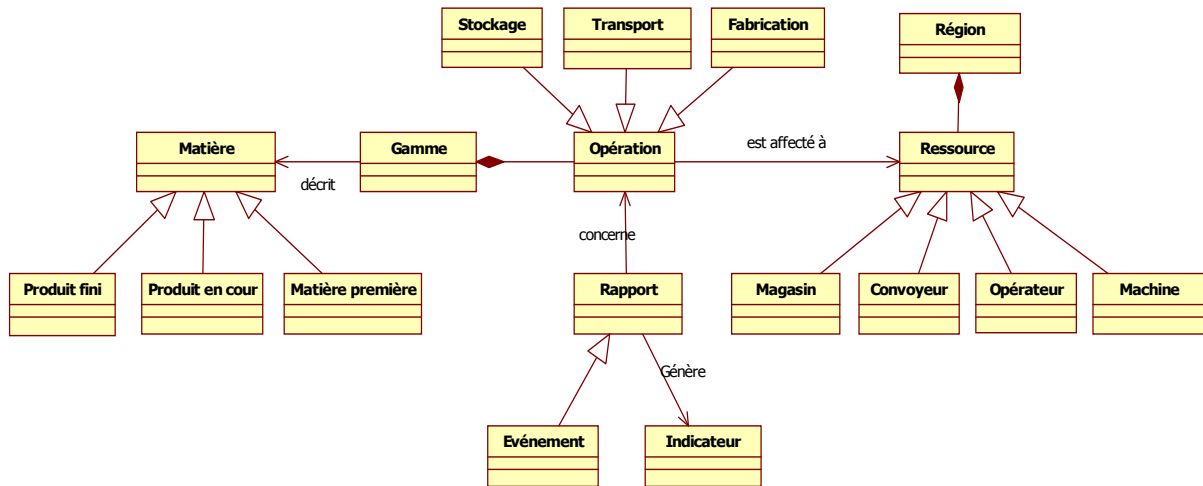 Stockage
Transport
Fabrication
Région
Matière
Gamme
Opération
est affecté à
Ressource
décrit
concerne
Produit fini
Produit en cour
Matière première
Rapport
Magasin
Convoyeur
Opérateur
Machine
Génère
Evénement
Indicateur